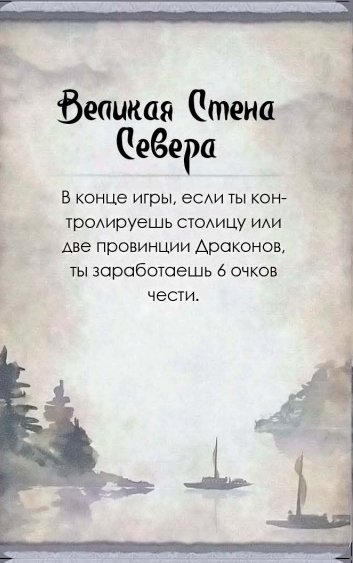 Великая Стена
Севера
В конце игры, если ты кон-
тролируешь столицу или
две провинции Драконов,
ты заработаешь 6 очков
чести.